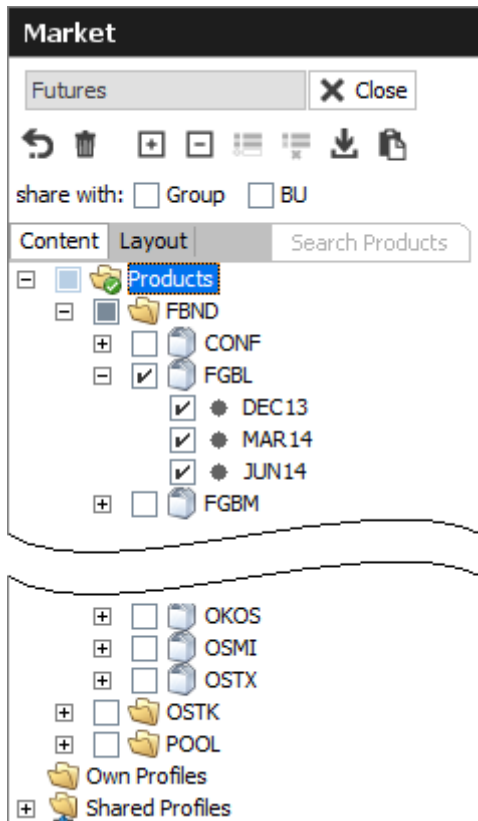 Market
Futures Close
share with: Group BU
Content Layout Search Products
Products
FBND
CONF
FGBL
DEC13
MAR14
JUN14
FGBM
OKOS
OSMI
OSTX
OSTK
POOL
Own Profiles
Shared Profiles